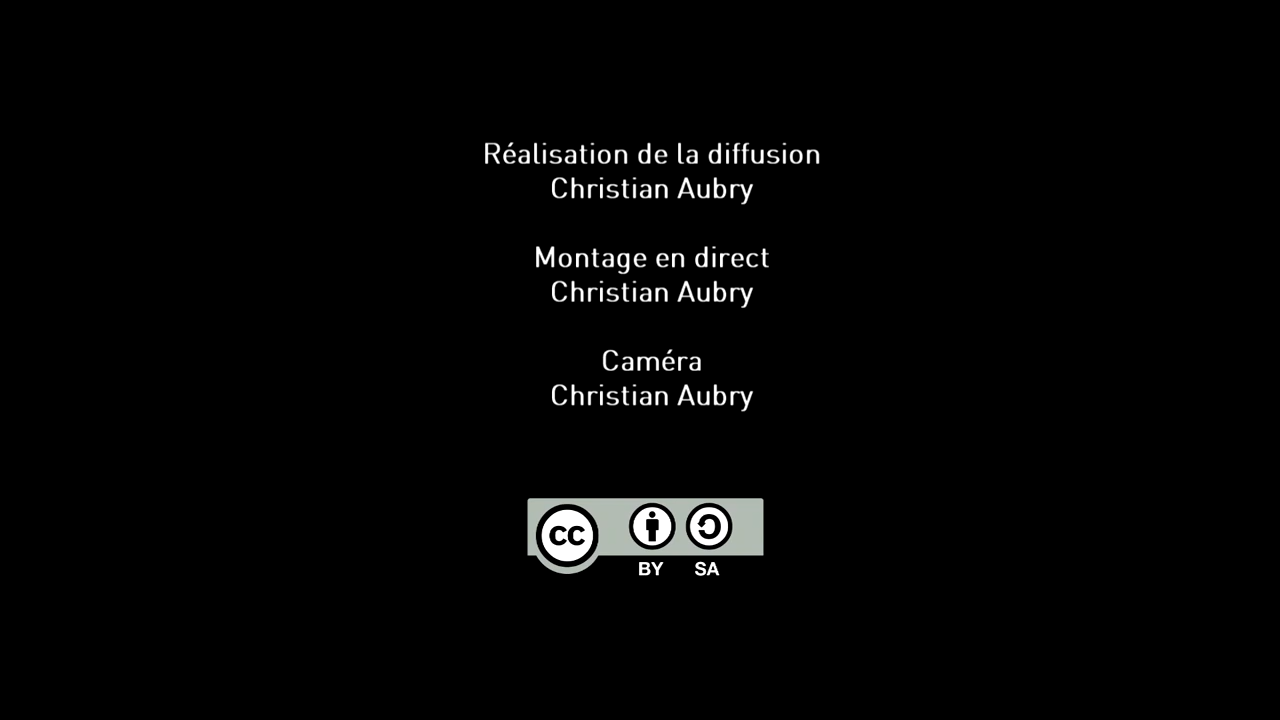 Réalisation de la diffusion
Christian Aubry
Montage en direct
Christian Aubry
Caméra
Christian Aubry
cc
BY SA